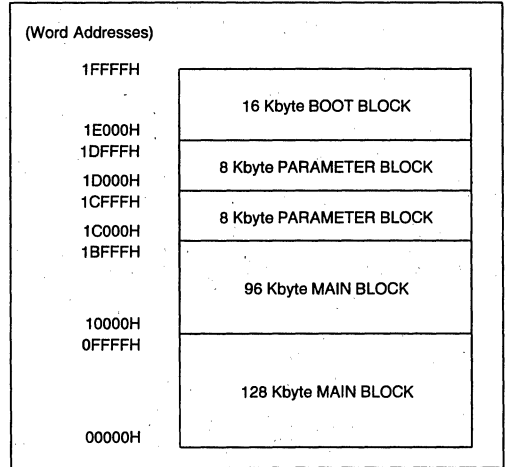 (Word Addresses)
1FFFFH
16 Kbyte BOOT BLOCK
1E000H
1DFFFH
8 Kbyte PARAMETER BLOCK
1D000H
1CFFFH
8 Kbyte PARAMETER BLOCK
1C000H
1BFFFH
96 Kbyte MAIN BLOCK
10000H
0FFFFH
128 Kbyte MAIN BLOCK
00000H